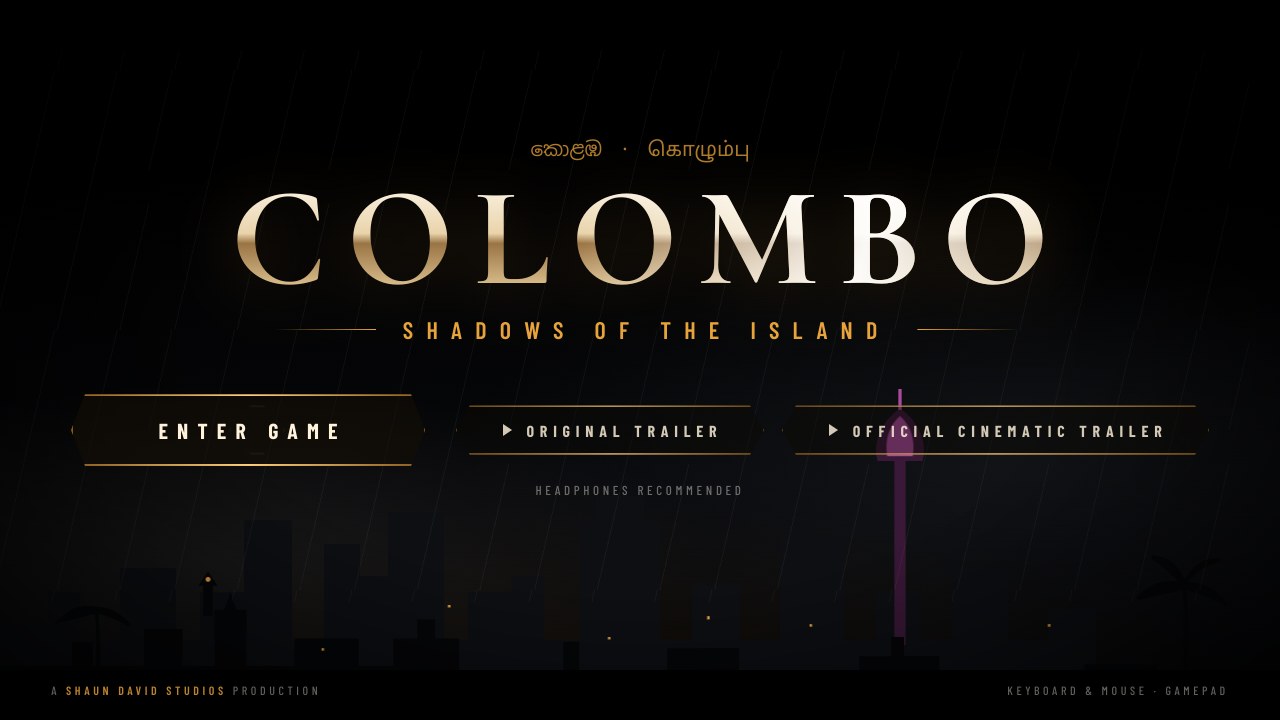 කොළඹ · கொழும்பு
COLOMBO
SHADOWS OF THE ISLAND
ENTER GAME
ORIGINAL TRAILER
OFFICIAL CINEMATIC TRAILER
HEADPHONES RECOMMENDED
A SHAUN DAVID STUDIOS PRODUCTION
KEYBOARD & MOUSE · GAMEPAD